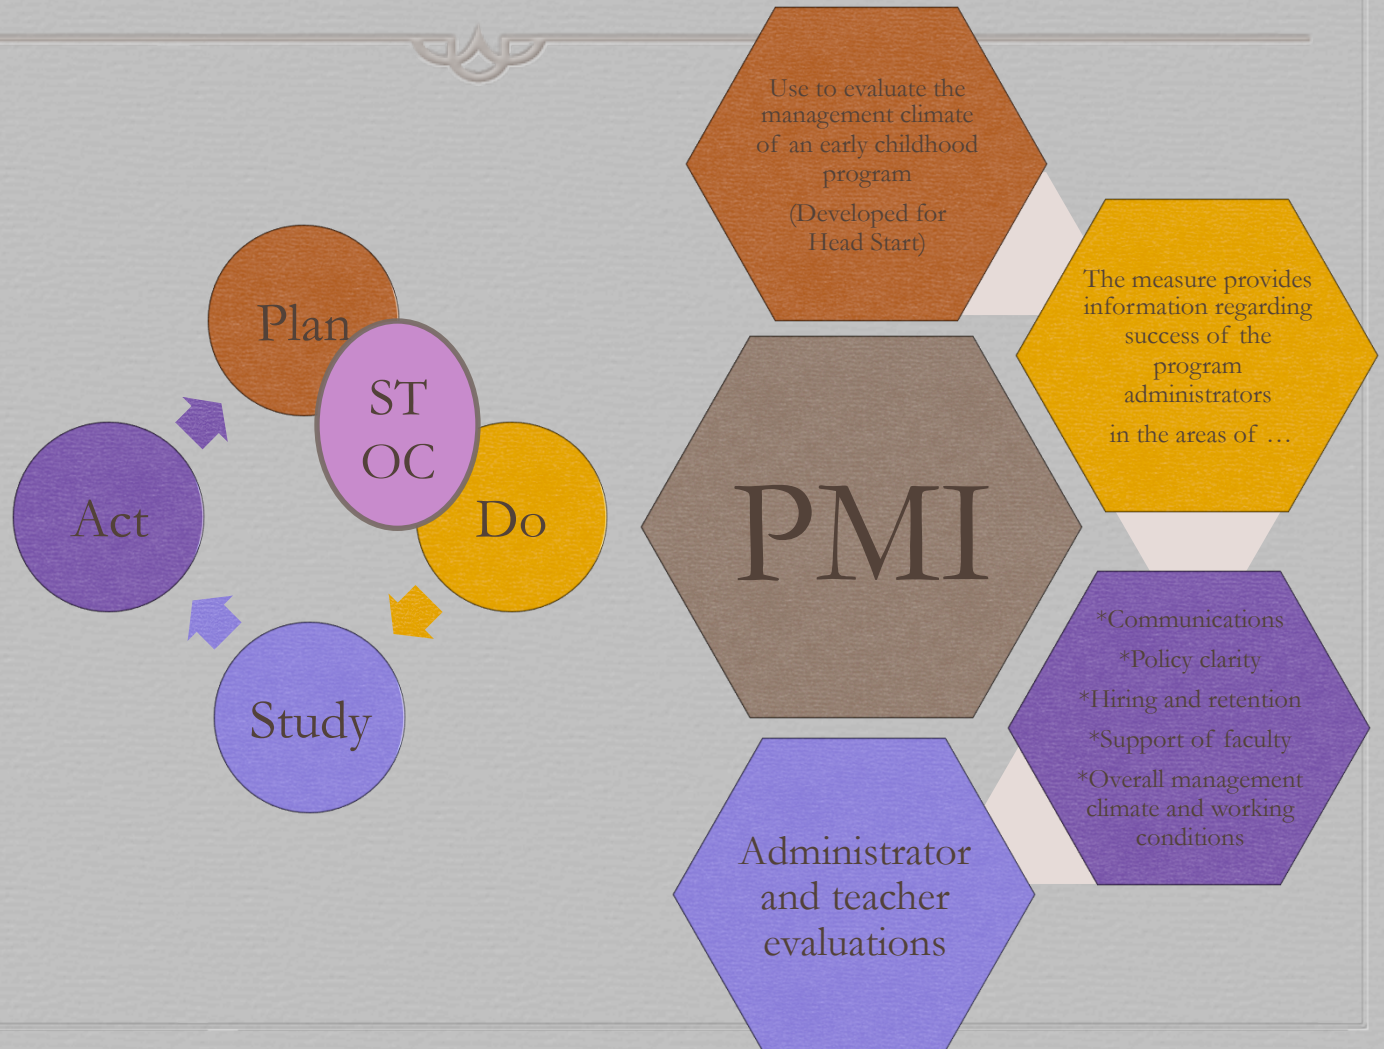 Plan
ST
OC
Do
Study
Act
Use to evaluate the
management climate
of an early childhood
program
(Developed for
Head Start)
The measure provides
information regarding
success of the
program
administrators
in the areas of …
PMI
*Communications
*Policy clarity
*Hiring and retention
*Support of faculty
*Overall management
climate and working
conditions
Administrator
and teacher
evaluations